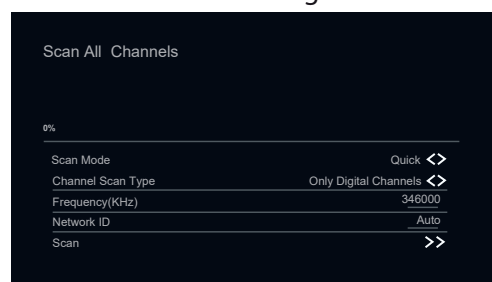 Scan All Channels
0%
Scan Mode Quick <>
Channel Scan Type Only Digital Channels <>
Frequency(KHz) 346000
Network ID Auto
Scan >>